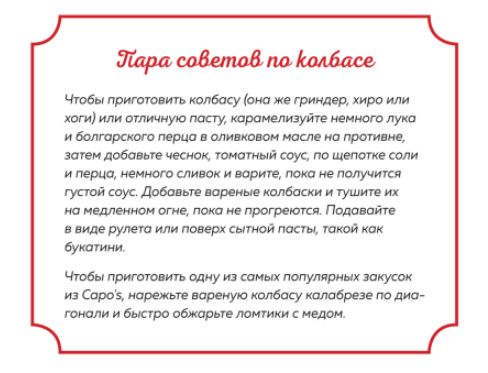 Пара советов по колбасе
Чтобы приготовить колбасу (она же гриндер, хиро или
хоги) или отличную пасту, карамелизуйте немного лука
и болгарского перца в оливковом масле на противне,
затем добавьте чеснок, томатный соус, по щепотке соли
и перца, немного сливок и варите, пока не получится
густой соус. Добавьте вареные колбаски и тушите их
на медленном огне, пока не прогреются. Подавайте
в виде рулета или поверх сытной пасты, такой как
букатини.
Чтобы приготовить одну из самых популярных закусок
из Capo's, нарежьте вареную колбасу калабрезе по диа-
гонали и быстро обжарьте ломтики с медом.